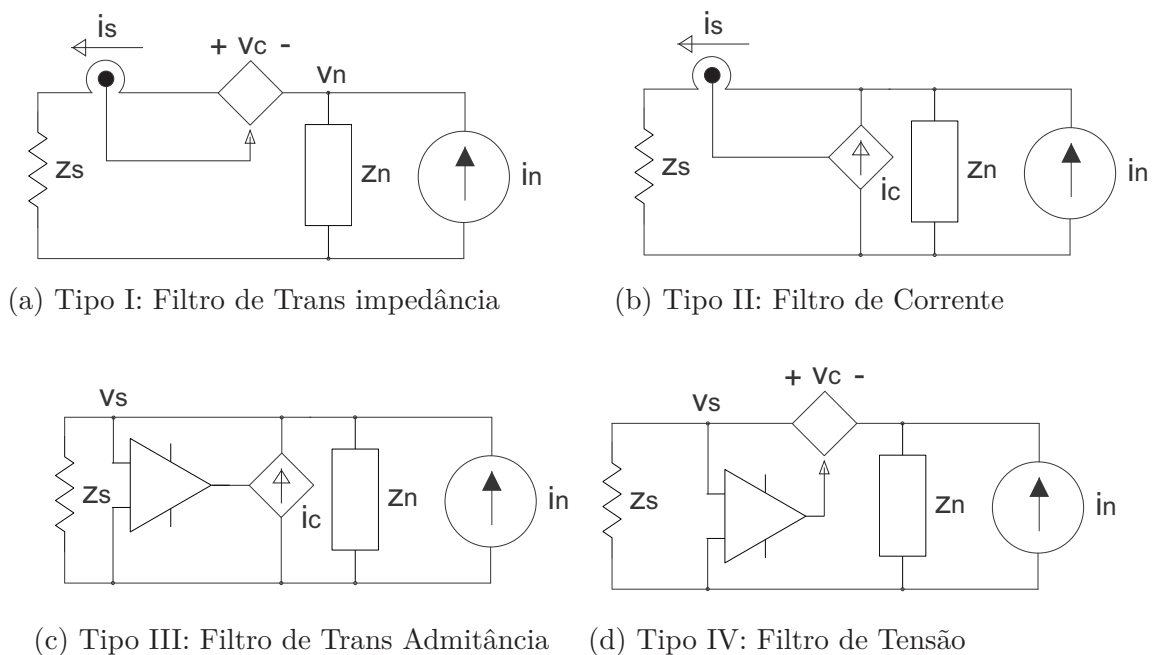 is
+ vc -
vn
zs
zn
in
(a) Tipo I: Filtro de Trans impedância
is
zs
ic
zn
in
(b) Tipo II: Filtro de Corrente
vs
zs
ic
zn
in
(c) Tipo III: Filtro de Trans Admitância
+ vc -
vs
zs
zn
in
(d) Tipo IV: Filtro de Tensão